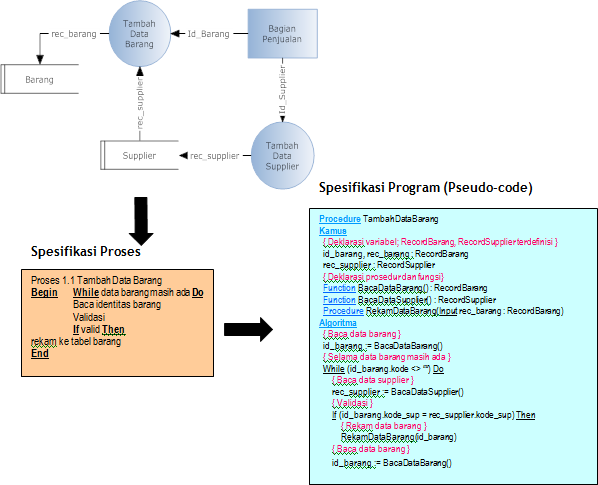 Tambah
Data
Barang
rec_barang
Id_Barang
Bagian
Penjualan
Barang
rec_supplier
Id_Supplier
Supplier
rec_supplier
Tambah
Data
Supplier
Spesifikasi Proses
Proses 1.1 Tambah Data Barang
Begin While data barang masih ada Do
Baca identitas barang
Validasi
If valid Then
rekam ke tabel barang
End
Spesifikasi Program (Pseudo-code)
Procedure TambahDataBarang
Kamus
{ Deklarasi variabel; RecordBarang, RecordSupplier terdefinisi }
id_barang, rec_barang : RecordBarang
rec_supplier : RecordSupplier
{ Deklarasi prosedur dan fungsi}
Function BacaDataBarang() : RecordBarang
Function BacaDataSupplier() : RecordSupplier
Procedure RekamDataBarang(Input rec_barang : RecordBarang)
Algoritma
{ Baca data barang }
id_barang := BacaDataBarang()
{ Selama data barang masih ada }
While (id_barang.kode <> "") Do
{ Baca data supplier }
rec_supplier := BacaDataSupplier()
{ Validasi }
If (id_barang.kode_sup = rec_supplier.kode_sup) Then
{ Rekam data barang }
RekamDataBarang(id_barang)
{ Baca data barang }
id_barang := BacaDataBarang()